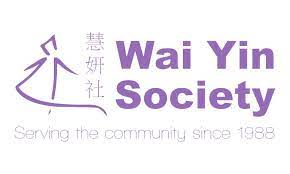 慧妍社
Wai Yin
Society
Serving the community since 1988